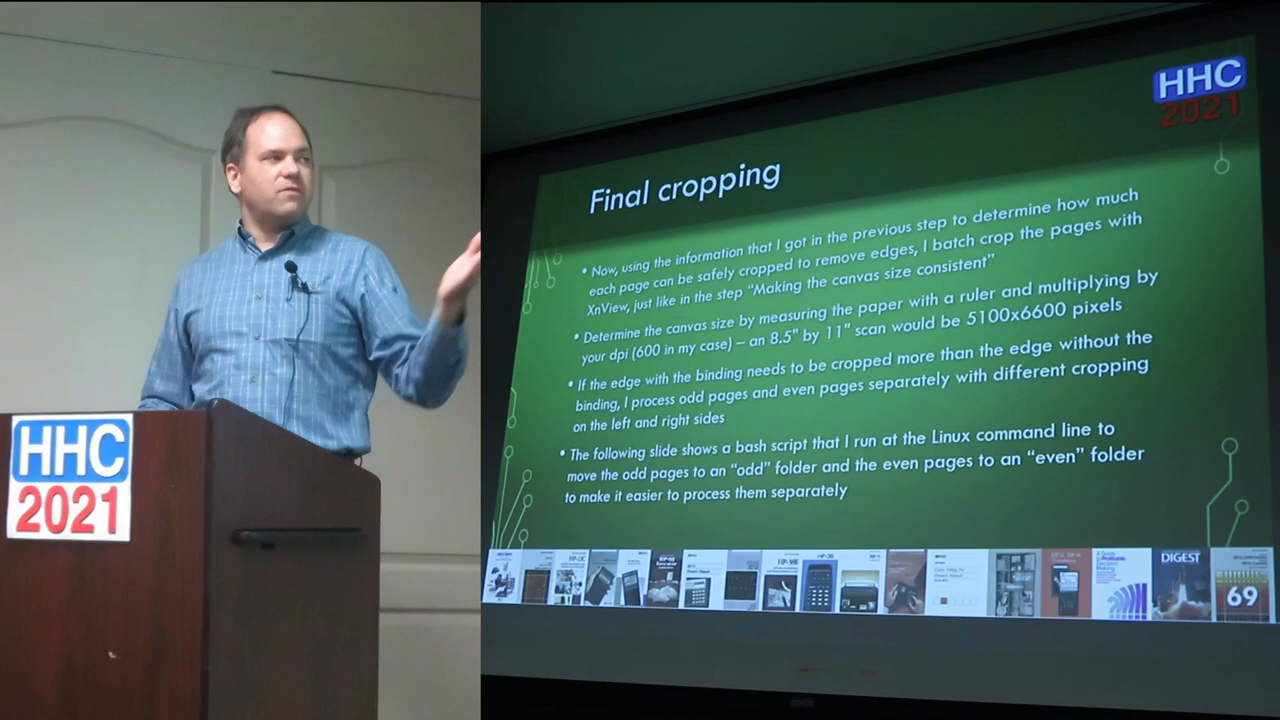 HHC
2021
HHC
2021
Final cropping
• Now, using the information that I got in the previous step to determine how much
each page can be safely cropped to remove edges, I batch crop the pages with
XnView, just like in the step “Making the canvas size consistent”
• Determine the canvas size by measuring the paper with a ruler and multiplying by
your dpi (600 in my case) – an 8.5" by 11" scan would be 5100x6600 pixels
• If the edge with the binding needs to be cropped more than the edge without the
binding, I process odd pages and even pages separately with different cropping
on the left and right sides
• The following slide shows a bash script that I run at the Linux command line to
move the odd pages to an “odd” folder and the even pages to an “even” folder
to make it easier to process them separately
DIGEST
69